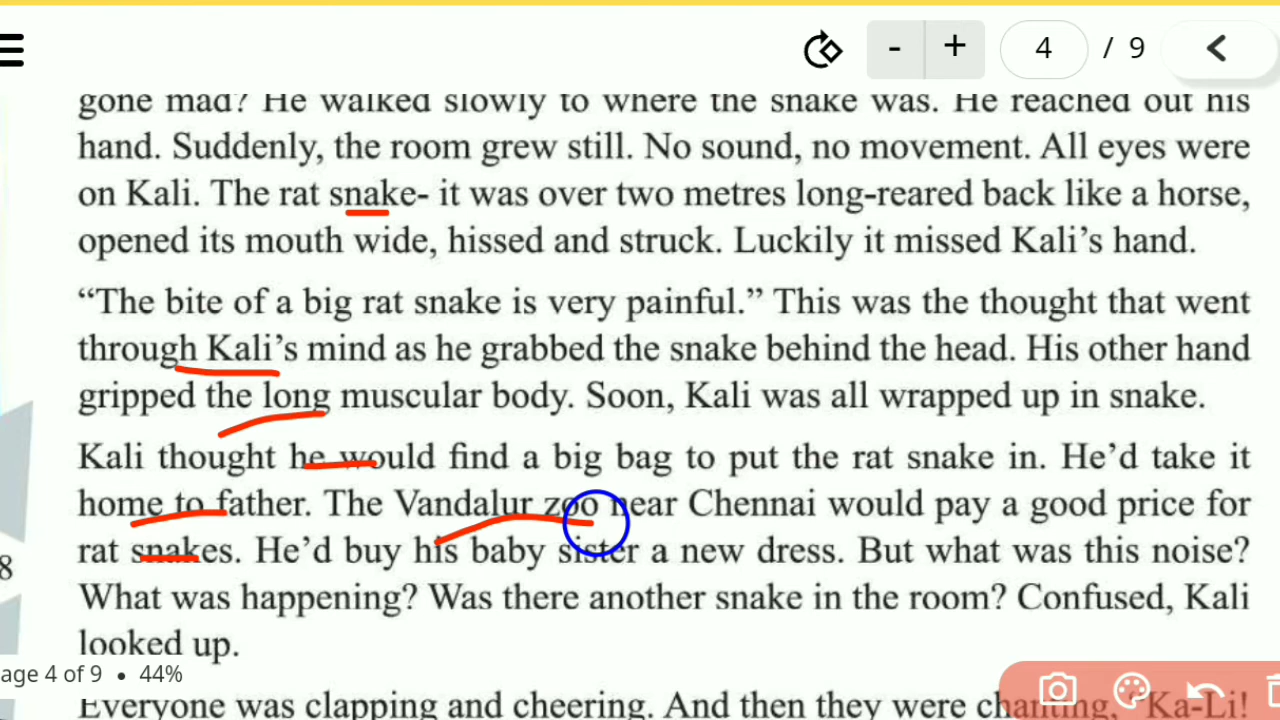 - + 4 / 9
gone mad? He walked slowly to where the snake was. He reached out his
hand. Suddenly, the room grew still. No sound, no movement. All eyes were
on Kali. The rat snake- it was over two metres long-reared back like a horse,
opened its mouth wide, hissed and struck. Luckily it missed Kali's hand.
“The bite of a big rat snake is very painful.” This was the thought that went
through Kali's mind as he grabbed the snake behind the head. His other hand
gripped the long muscular body. Soon, Kali was all wrapped up in snake.
Kali thought he would find a big bag to put the rat snake in. He'd take it
home to father. The Vandalur zoo near Chennai would pay a good price for
rat snakes. He'd buy his baby sister a new dress. But what was this noise?
8
What was happening? Was there another snake in the room? Confused, Kali
looked up.
age 4 of 9 • 44%
Everyone was clapping and cheering. And then they were chanting, “Ka-Li!